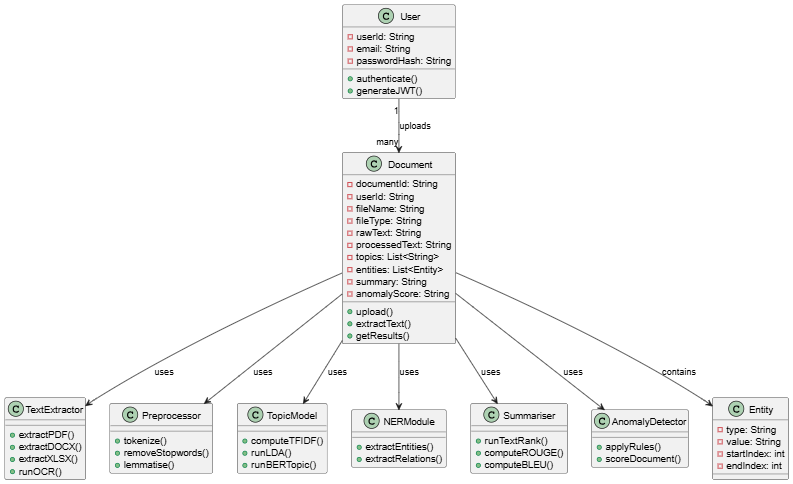 C User
userId: String
email: String
passwordHash: String
authenticate()
generateJWT()
1
uploads
many
C Document
documentId: String
userId: String
fileName: String
fileType: String
rawText: String
processedText: String
topics: List<String>
entities: List<Entity>
summary: String
anomalyScore: String
upload()
extractText()
getResults()
uses
uses
uses
uses
uses
uses
contains
C TextExtractor
extractPDF()
extractDOCX()
extractXLSX()
runOCR()
C Preprocessor
tokenize()
removeStopwords()
lemmatise()
C TopicModel
computeTFIDF()
runLDA()
runBERTopic()
C NERModule
extractEntities()
extractRelations()
C Summariser
runTextRank()
computeROUGE()
computeBLEU()
C AnomalyDetector
applyRules()
scoreDocument()
C Entity
type: String
value: String
startIndex: int
endIndex: int